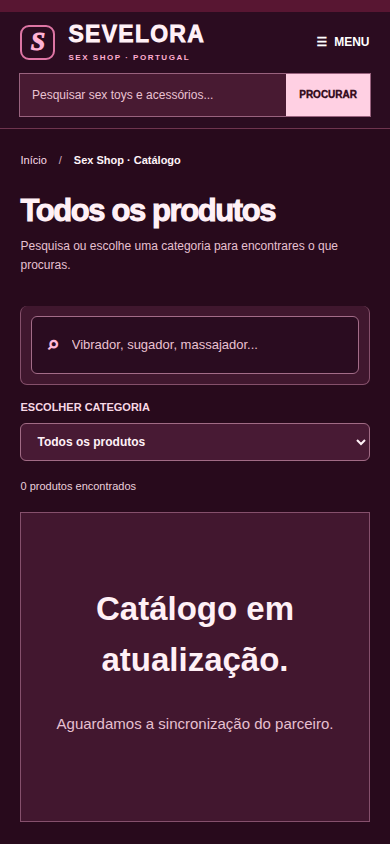 S SEVELORA
SEX SHOP · PORTUGAL
☰ MENU
Pesquisar sex toys e acessórios...
PROCURAR
Início / Sex Shop · Catálogo
Todos os produtos
Pesquisa ou escolhe uma categoria para encontrares o que
procuras.
Vibrador, sugador, massajador...
ESCOLHER CATEGORIA
Todos os produtos
0 produtos encontrados
Catálogo em
atualização.
Aguardamos a sincronização do parceiro.